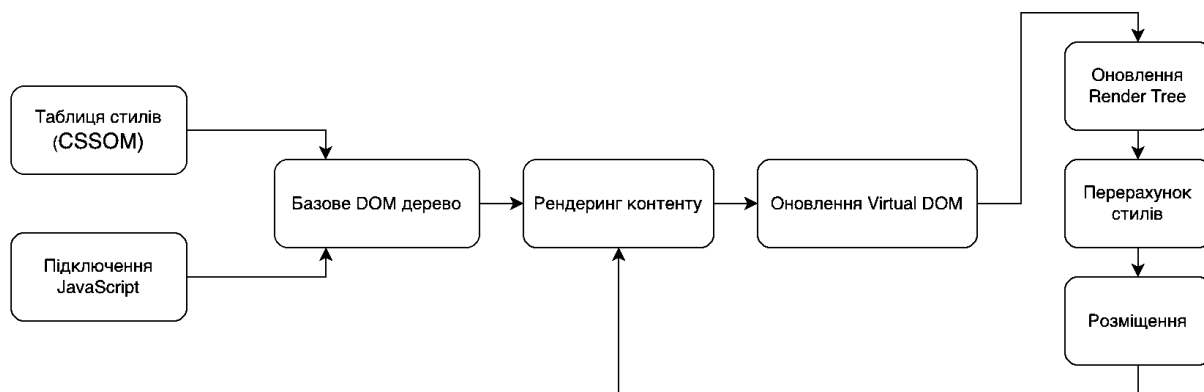 Таблиця стилів
(CSSOM)
Підключення
JavaScript
Базове DOM дерево
Рендеринг контенту
Оновлення Virtual DOM
Оновлення
Render Tree
Перерахунок
стилів
Розміщення